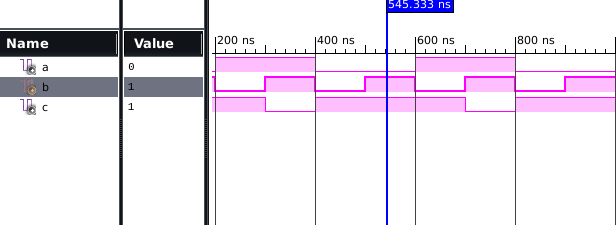 545.333 ns
Name Value 200 ns 400 ns 600 ns 800 ns
a 0
b 1
c 1